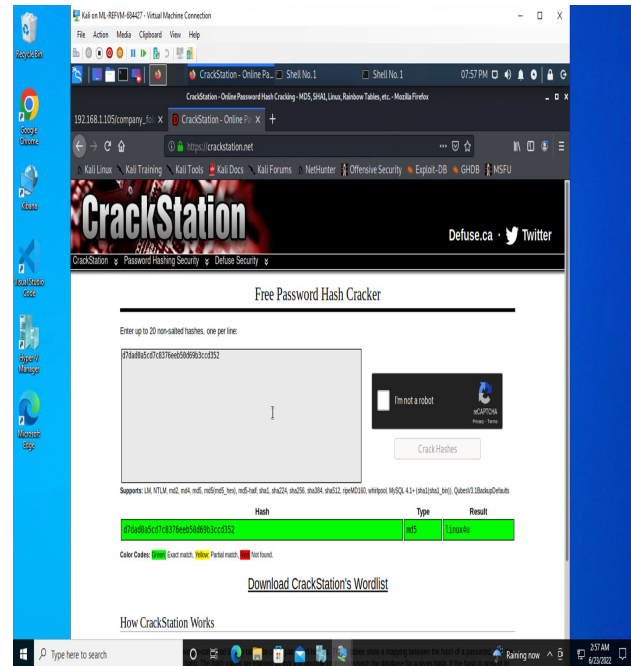 Kali on ML-REFVM-684427 - Virtual Machine Connection
File Action Media Clipboard View Help
Recycle Bin
CrackStation - Online Pa...
Shell No. 1
Shell No. 1
07:57 PM
CrackStation - Online Password Hash Cracking - MD5, SHA1, Linux, Rainbow Tables, etc. - Mozilla Firefox
192.168.1.105/company_fol
CrackStation - Online Pa
https://crackstation.net
Google Chrome
Kali Linux
Kali Training
Kali Tools
Kali Docs
Kali Forums
NetHunter
Offensive Security
Exploit-DB
GHDB
MSFU
Kibana
CrackStation
Defuse.ca · Twitter
CrackStation
Password Hashing Security
Defuse Security
Visual Studio Code
Free Password Hash Cracker
Enter up to 20 non-salted hashes, one per line:
d7dad0a5cd7c8376eeb50d69b3ccd352
Hyper-V Manager
I'm not a robot
reCAPTCHA
Privacy - Terms
Microsoft Edge
Crack Hashes
Supports: LM, NTLM, md2, md4, md5, md5(md5_hex), md5-half, sha1, sha224, sha256, sha384, sha512, ripeMD160, whirlpool, MySQL 4.1+ (sha1(sha1_bin)), QubesV3.1BackupDefaults
Hash Type Result
d7dad0a5cd7c8376eeb50d69b3ccd352 md5 linux4u
Color Codes: Green Exact match, Yellow Partial match, Red Not found.
Download CrackStation's Wordlist
How CrackStation Works
Type here to search
Raining now
2:57 AM
6/23/2022